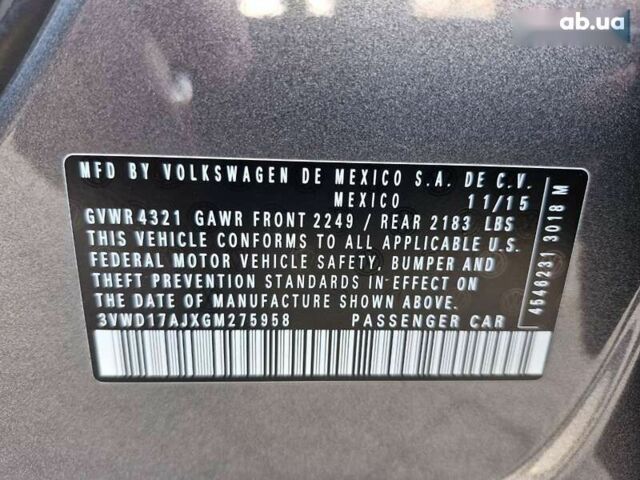 ab.ua
MFD BY VOLKSWAGEN DE MEXICO S.A. DE C.V.
MEXICO 11/15
GVWR 4321 GAWR FRONT 2249 / REAR 2183 LBS
THIS VEHICLE CONFORMS TO ALL APPLICABLE U.S.
FEDERAL MOTOR VEHICLE SAFETY, BUMPER AND
THEFT PREVENTION STANDARDS IN EFFECT ON
THE DATE OF MANUFACTURE SHOWN ABOVE.
3VWD17AJXGM275958 PASSENGER CAR
4546231 3018 M